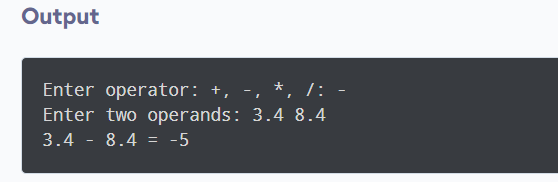 Output
Enter operator: +, -, *, /: -
Enter two operands: 3.4 8.4
3.4 - 8.4 = -5